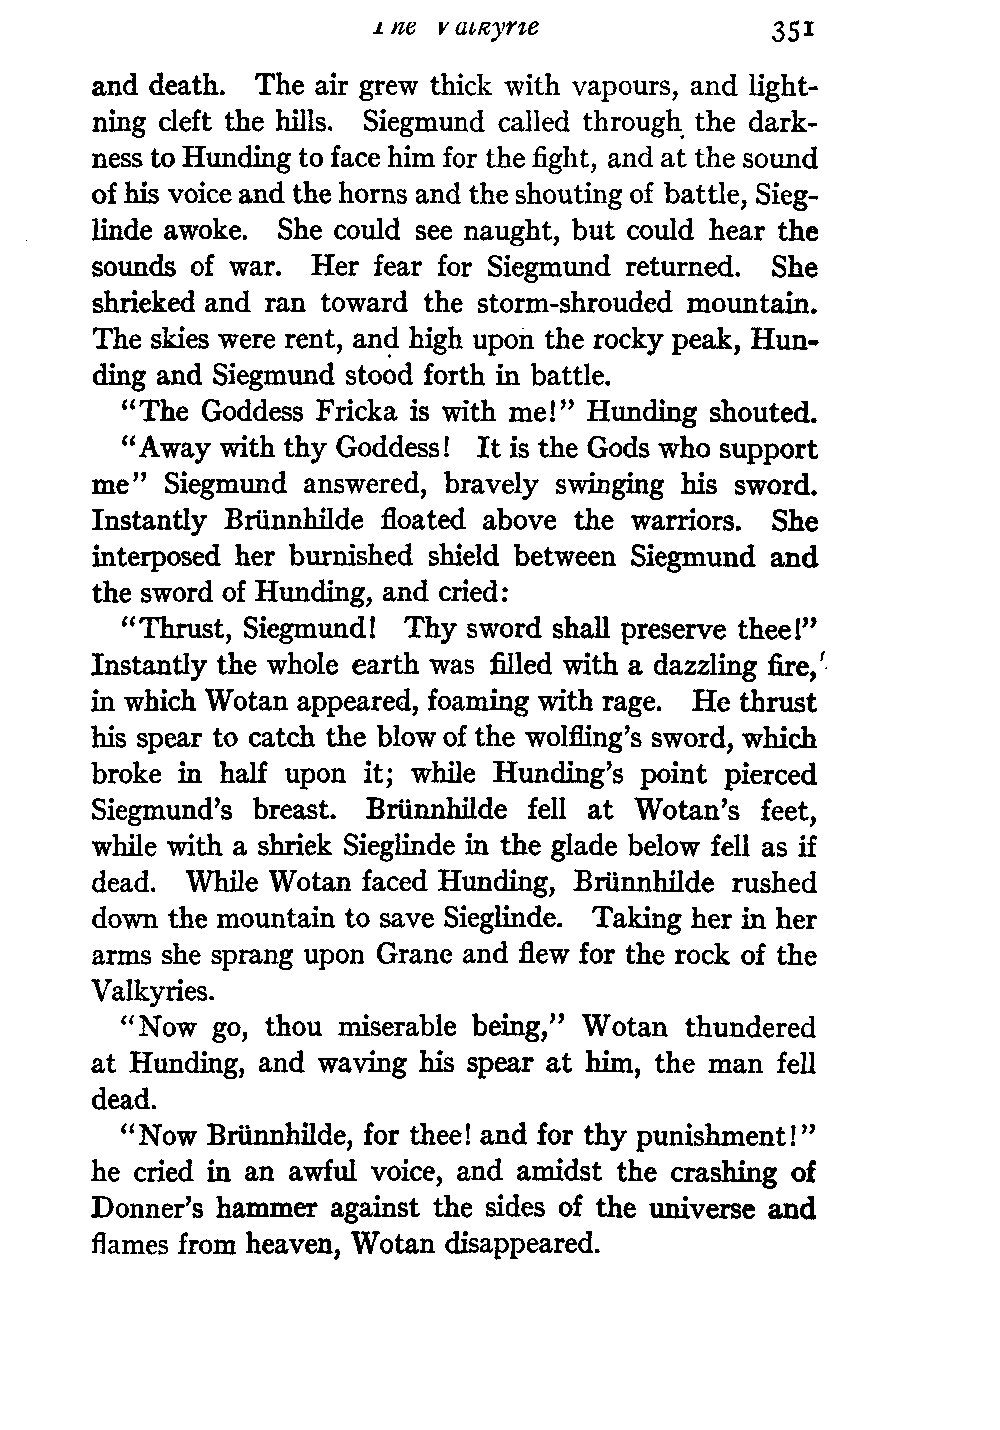 The Valkyrie 351
and death. The air grew thick with vapours, and light-
ning cleft the hills. Siegmund called through the dark-
ness to Hunding to face him for the fight, and at the sound
of his voice and the horns and the shouting of battle, Sieg-
linde awoke. She could see naught, but could hear the
sounds of war. Her fear for Siegmund returned. She
shrieked and ran toward the storm-shrouded mountain.
The skies were rent, and high upon the rocky peak, Hun-
ding and Siegmund stood forth in battle.
"The Goddess Fricka is with me!" Hunding shouted.
"Away with thy Goddess! It is the Gods who support
me" Siegmund answered, bravely swinging his sword.
Instantly Brünnhilde floated above the warriors. She
interposed her burnished shield between Siegmund and
the sword of Hunding, and cried:
"Thrust, Siegmund! Thy sword shall preserve thee!"
Instantly the whole earth was filled with a dazzling fire,
in which Wotan appeared, foaming with rage. He thrust
his spear to catch the blow of the wolfling's sword, which
broke in half upon it; while Hunding's point pierced
Siegmund's breast. Brünnhilde fell at Wotan's feet,
while with a shriek Sieglinde in the glade below fell as if
dead. While Wotan faced Hunding, Brünnhilde rushed
down the mountain to save Sieglinde. Taking her in her
arms she sprang upon Grane and flew for the rock of the
Valkyries.
"Now go, thou miserable being," Wotan thundered
at Hunding, and waving his spear at him, the man fell
dead.
"Now Brünnhilde, for thee! and for thy punishment!"
he cried in an awful voice, and amidst the crashing of
Donner's hammer against the sides of the universe and
flames from heaven, Wotan disappeared.